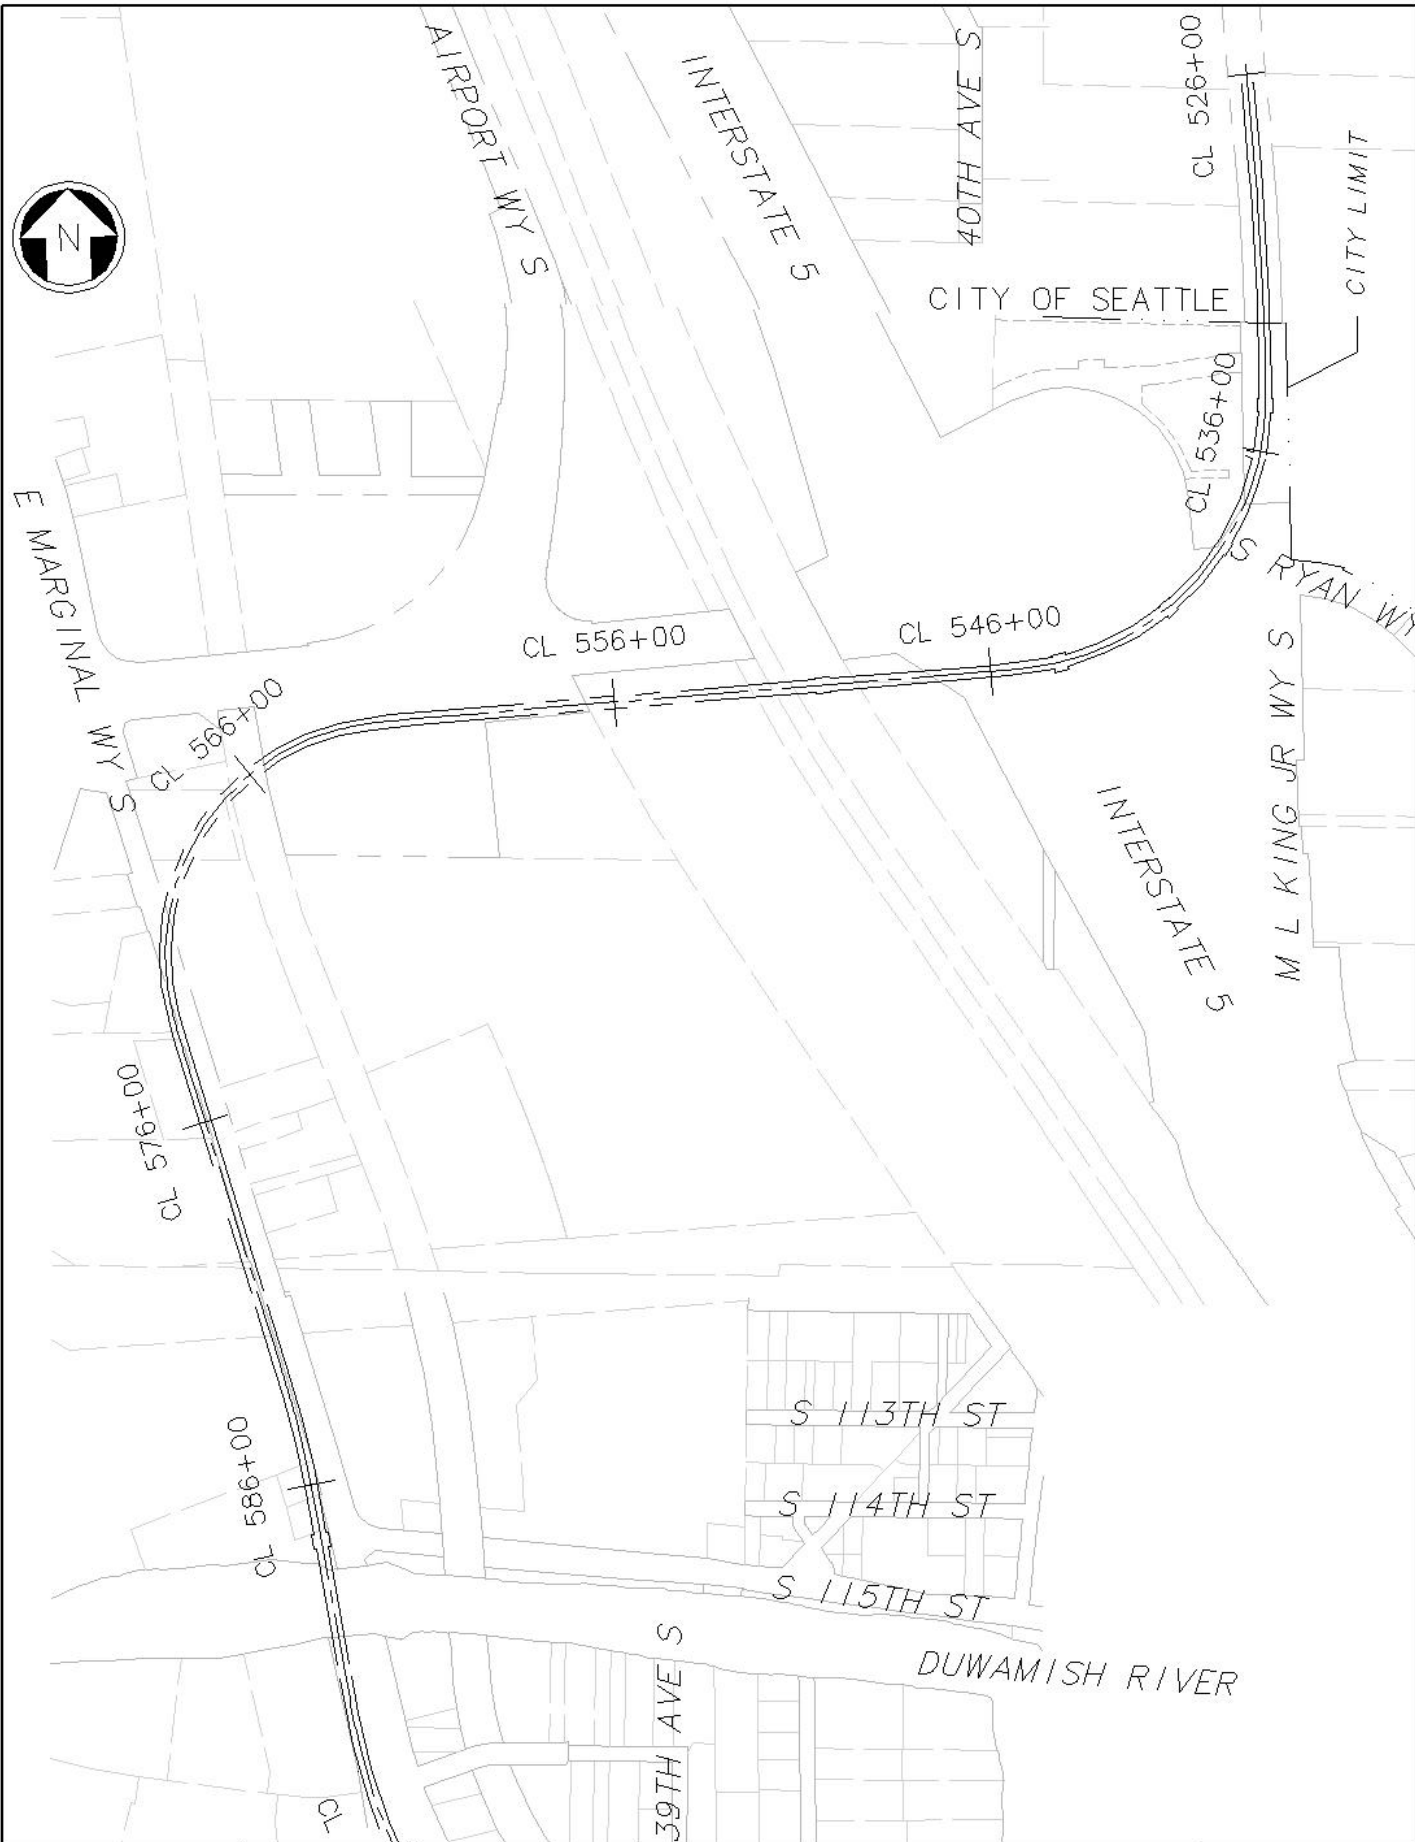 AIRPORT WY S
INTERSTATE 5
40TH AVE S
CL 526+00
CITY LIMIT
N
CITY OF SEATTLE
CL 536+00
E MARGINAL WY S
S RYAN WY
CL 556+00
CL 546+00
M L KING JR WY S
CL 566+00
INTERSTATE 5
CL 576+00
S 113TH ST
CL 586+00
S 114TH ST
S 115TH ST
39TH AVE S
DUWAMISH RIVER
CL